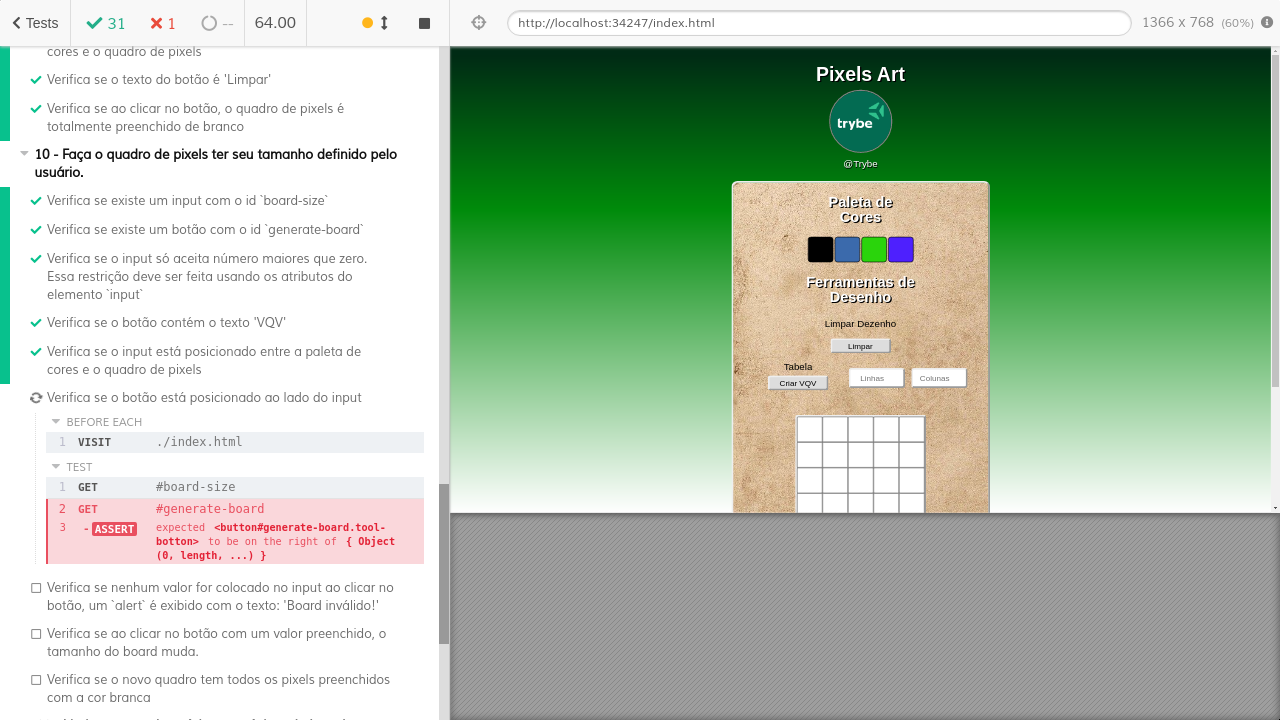 Tests
31
1
--
64.00
http://localhost:34247/index.html
1366 x 768 (60%)
cores e o quadro de pixels
Verifica se o texto do botão é 'Limpar'
Verifica se ao clicar no botão, o quadro de pixels é
totalmente preenchido de branco
10 - Faça o quadro de pixels ter seu tamanho definido pelo
usuário.
Verifica se existe um input com o id `board-size`
Verifica se existe um botão com o id `generate-board`
Verifica se o input só aceita número maiores que zero.
Essa restrição deve ser feita usando os atributos do
elemento `input`
Verifica se o botão contém o texto 'VQV'
Verifica se o input está posicionado entre a paleta de
cores e o quadro de pixels
Verifica se o botão está posicionado ao lado do input
BEFORE EACH
1 VISIT ./index.html
TEST
1 GET #board-size
2 GET #generate-board
3 -ASSERT expected <button#generate-board.tool-
botton> to be on the right of { Object
(0, length, ...) }
Verifica se nenhum valor for colocado no input ao clicar no
botão, um `alert` é exibido com o texto: 'Board inválido!'
Verifica se ao clicar no botão com um valor preenchido, o
tamanho do board muda.
Verifica se o novo quadro tem todos os pixels preenchidos
com a cor branca
Pixels Art
trybe
@Trybe
Paleta de
Cores
Ferramentas de
Desenho
Limpar Dezenho
Limpar
Tabela
Criar VQV
Linhas
Colunas